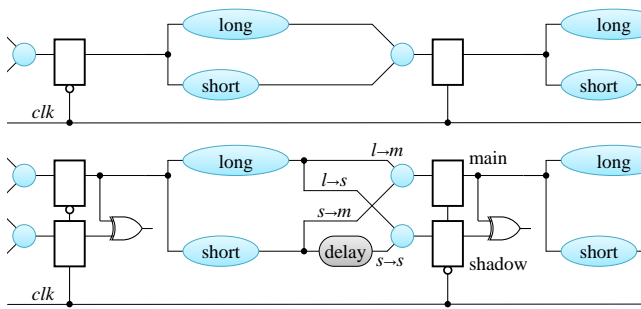 long
long
short
short
clk
long
l→m
main
long
l→s
s→m
short
delay
short
s→s
shadow
clk